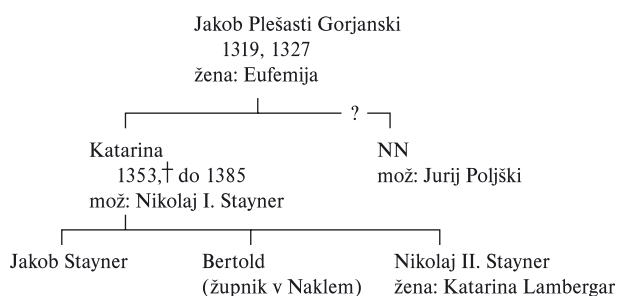 Jakob Plešasti Gorjanski
1319, 1327
žena: Eufemija
?
Katarina
1353,† do 1385
mož: Nikolaj I. Stayner
NN
mož: Jurij Poljški
Jakob Stayner
Bertold
(župnik v Naklem)
Nikolaj II. Stayner
žena: Katarina Lambergar